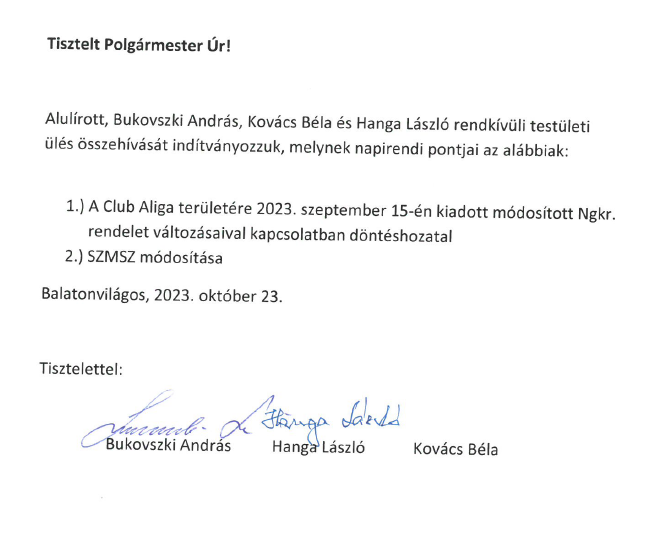 Tisztelt Polgármester Úr!
Alulírott, Bukovszki András, Kovács Béla és Hanga László rendkívüli testületi
ülés összehívását indítványozzuk, melynek napirendi pontjai az alábbiak:
1.) A Club Aliga területére 2023. szeptember 15-én kiadott módosított Ngkr.
rendelet változásaival kapcsolatban döntéshozatal
2.) SZMSZ módosítása
Balatonvilágos, 2023. október 23.
Tisztelettel:
Hanga László
Bukovszki András Hanga László Kovács Béla